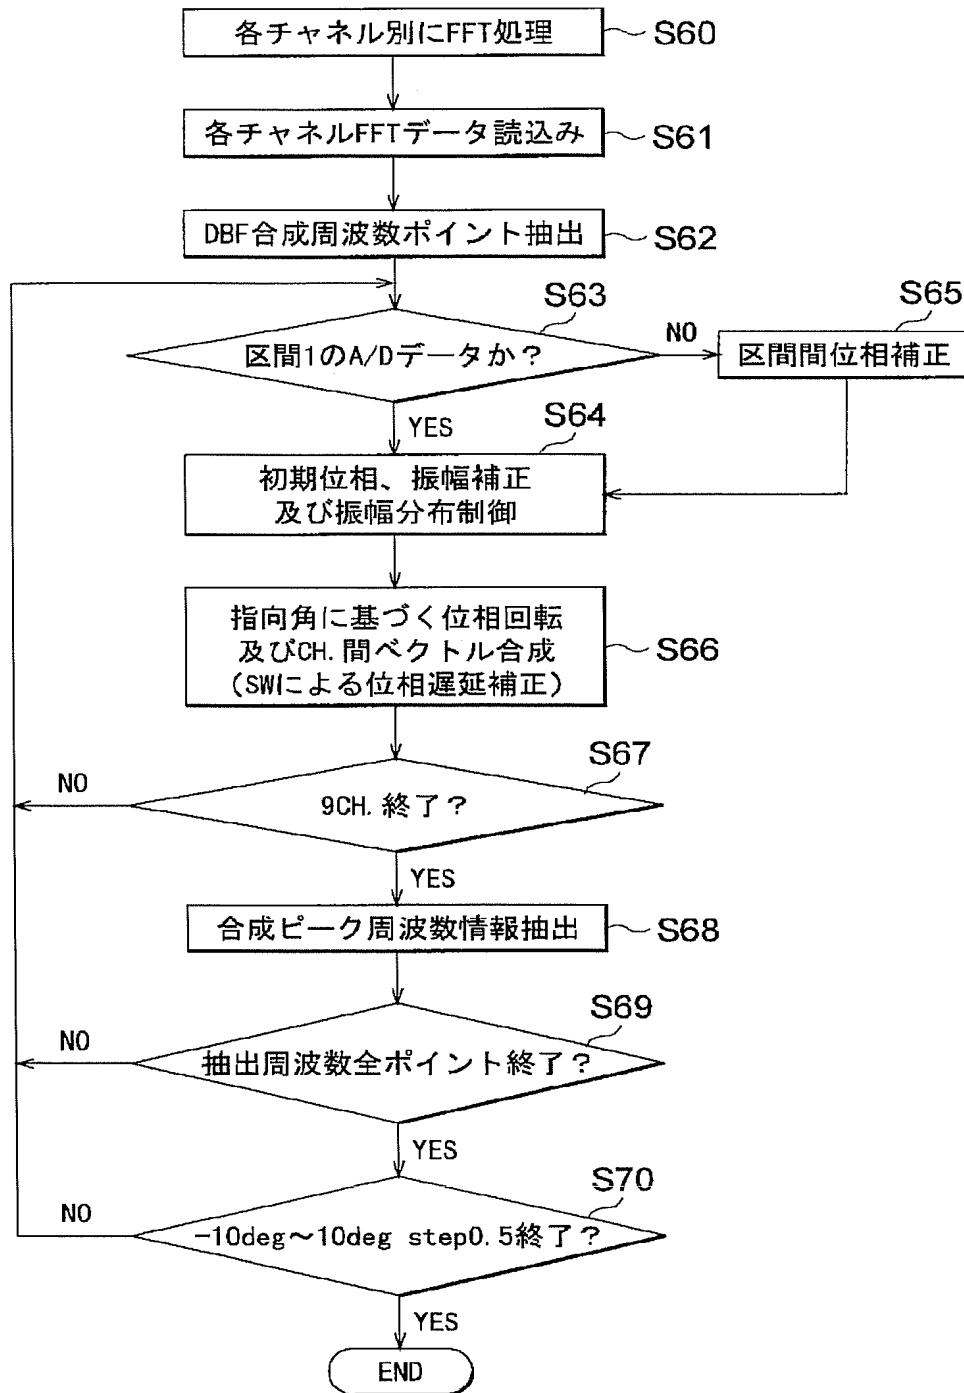 各チャネル別にFFT処理
S60
各チャネルFFTデータ読込み
S61
DBF合成周波数ポイント抽出
S62
S63
区間1のA/Dデータか？
NO
S65
区間間位相補正
YES
S64
初期位相、振幅補正
及び振幅分布制御
指向角に基づく位相回転
及びCH.間ベクトル合成
(SWによる位相遅延補正)
S66
S67
9CH.終了？
NO
YES
合成ピーク周波数情報抽出
S68
S69
抽出周波数全ポイント終了？
NO
YES
S70
-10deg～10deg step0.5終了？
NO
YES
END